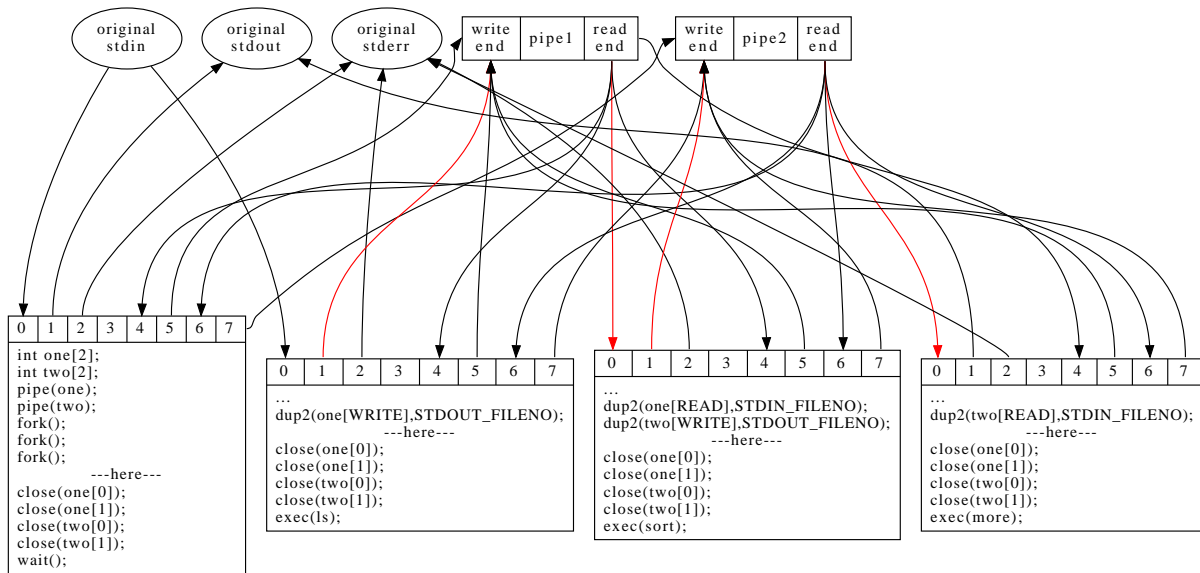 original
stdin
original
stdout
original
stderr
write
end
pipe1
read
end
write
end
pipe2
read
end
0 1 2 3 4 5 6 7
int one[2];
int two[2];
pipe(one);
pipe(two);
fork();
fork();
fork();
---here---
close(one[0]);
close(one[1]);
close(two[0]);
close(two[1]);
wait();
0 1 2 3 4 5 6 7
...
dup2(one[WRITE],STDOUT_FILENO);
---here---
close(one[0]);
close(one[1]);
close(two[0]);
close(two[1]);
exec(ls);
0 1 2 3 4 5 6 7
...
dup2(one[READ],STDIN_FILENO);
dup2(two[WRITE],STDOUT_FILENO);
---here---
close(one[0]);
close(one[1]);
close(two[0]);
close(two[1]);
exec(sort);
0 1 2 3 4 5 6 7
...
dup2(two[READ],STDIN_FILENO);
---here---
close(one[0]);
close(one[1]);
close(two[0]);
close(two[1]);
exec(more);